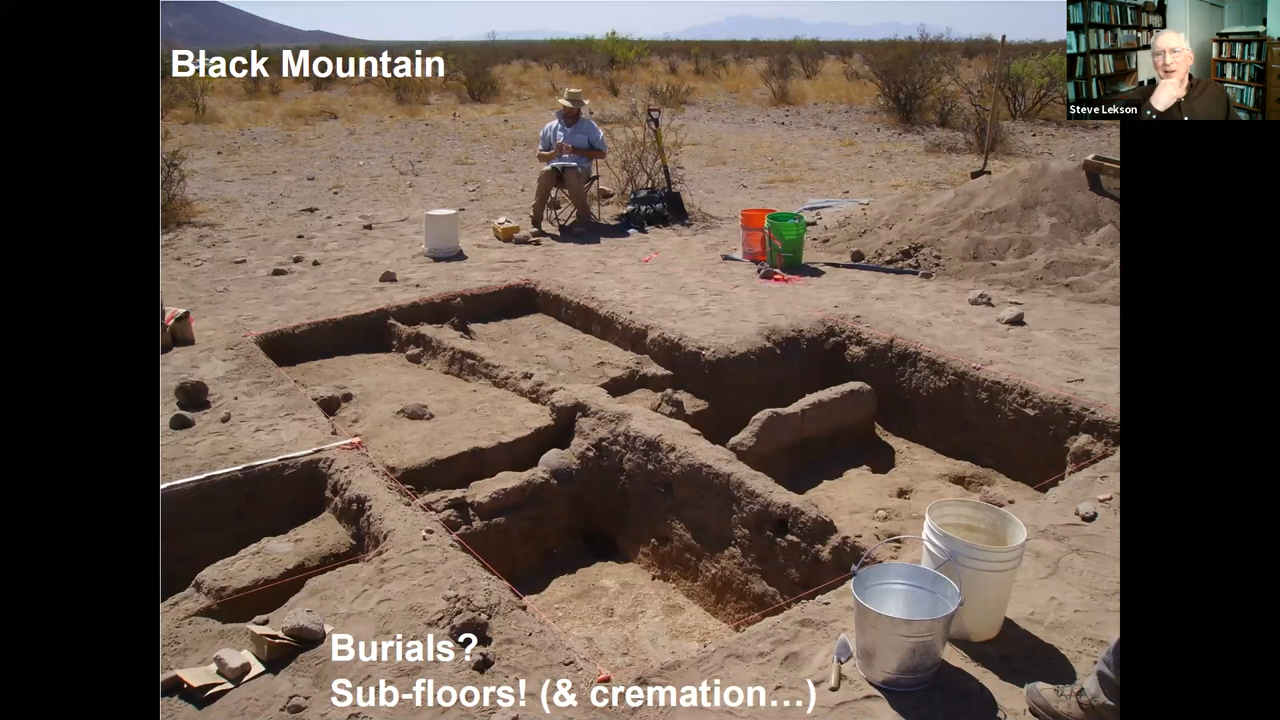 Black Mountain
Steve Lekson
Burials?
Sub-floors! (& cremation…)